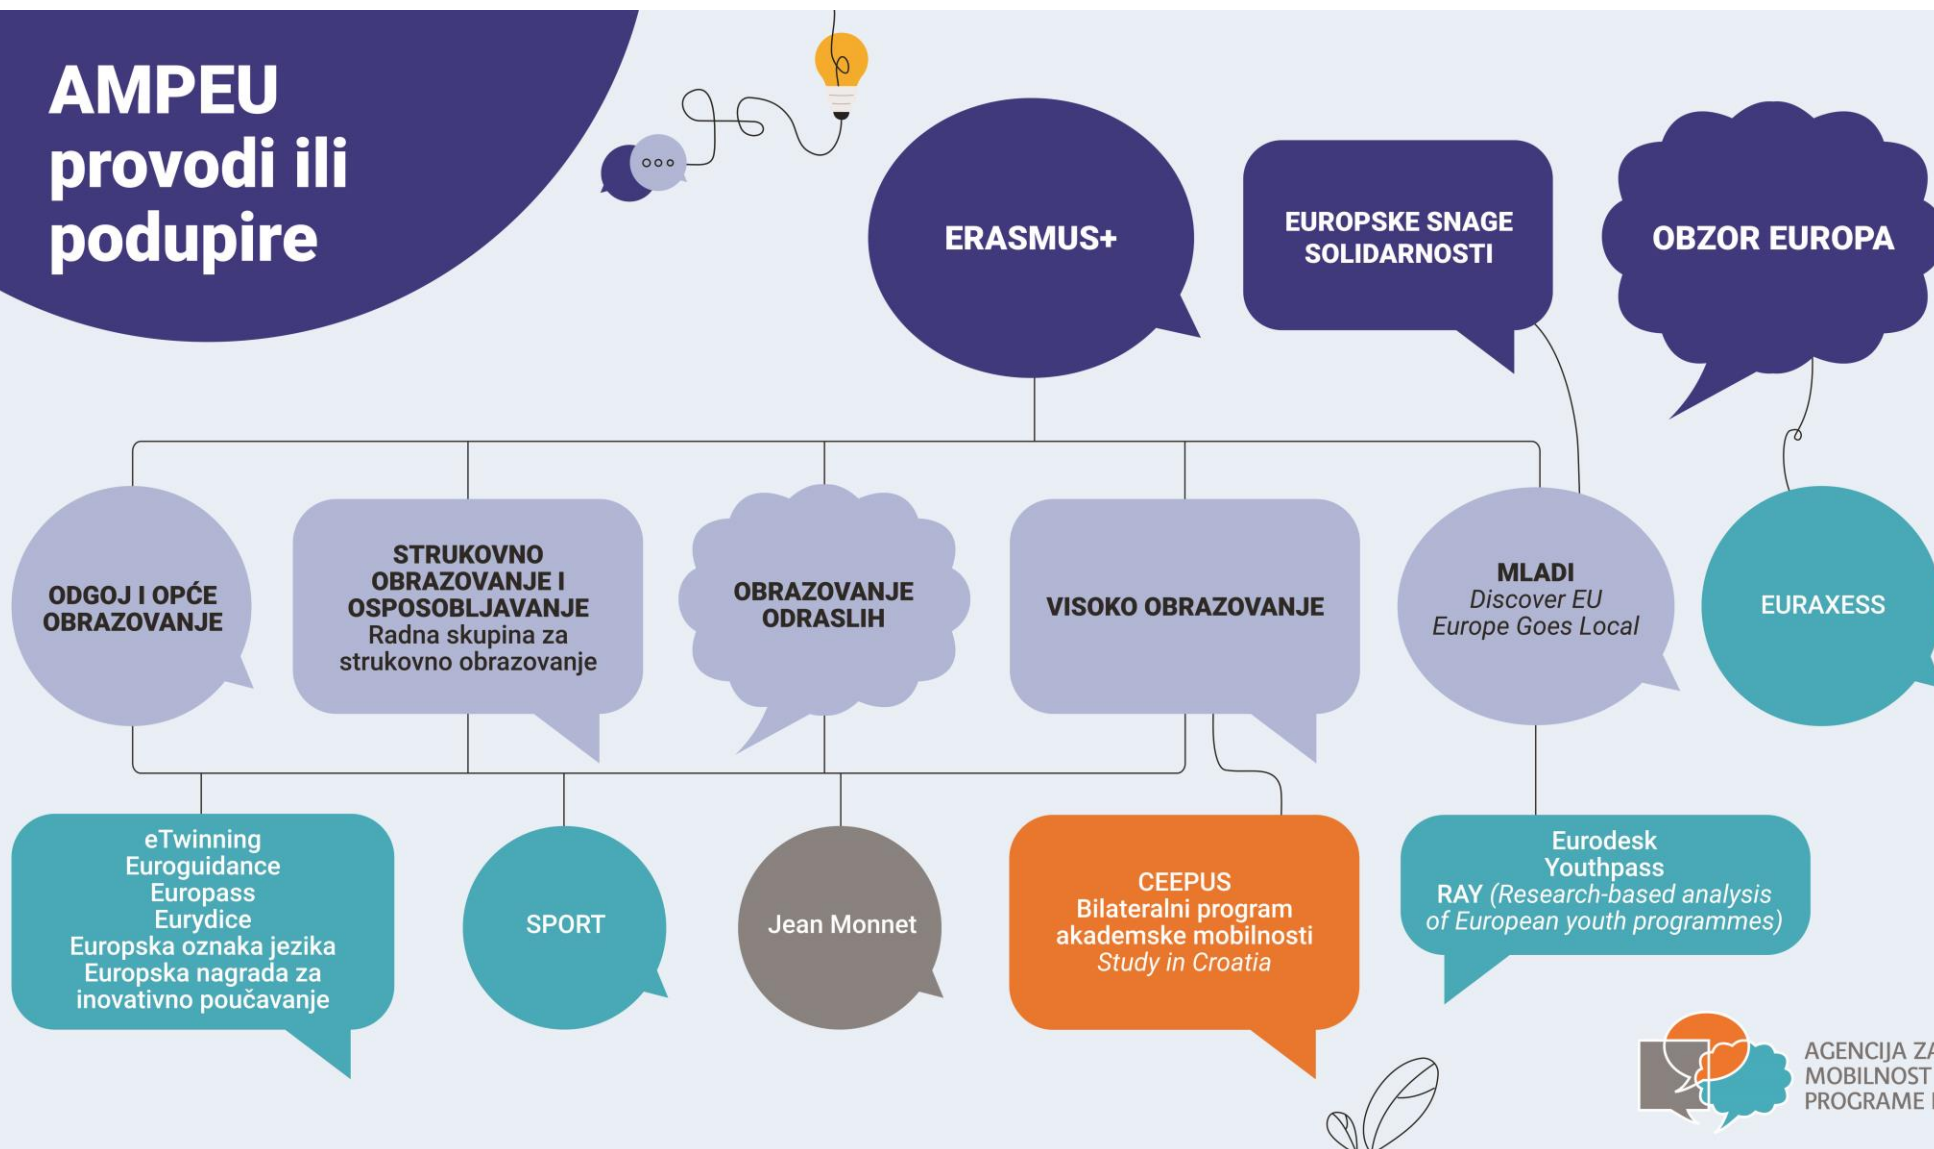 AMPEU
provodi ili
podupire
ERASMUS+
EUROPSKE SNAGE
SOLIDARNOSTI
OBZOR EUROPA
ODGOJ I OPĆE
OBRAZOVANJE
STRUKOVNO
OBRAZOVANJE I
OSPOSOBLJAVANJE
Radna skupina za
strukovno obrazovanje
OBRAZOVANJE
ODRASLIH
VISOKO OBRAZOVANJE
MLADI
Discover EU
Europe Goes Local
EURAXESS
eTwinning
Euroguidance
Europass
Eurydice
Europska oznaka jezika
Europska nagrada za
inovativno poučavanje
SPORT
Jean Monnet
CEEPUS
Bilateralni program
akademske mobilnosti
Study in Croatia
Eurodesk
Youthpass
RAY (Research-based analysis
of European youth programmes)
AGENCIJA ZA
MOBILNOST
PROGRAME